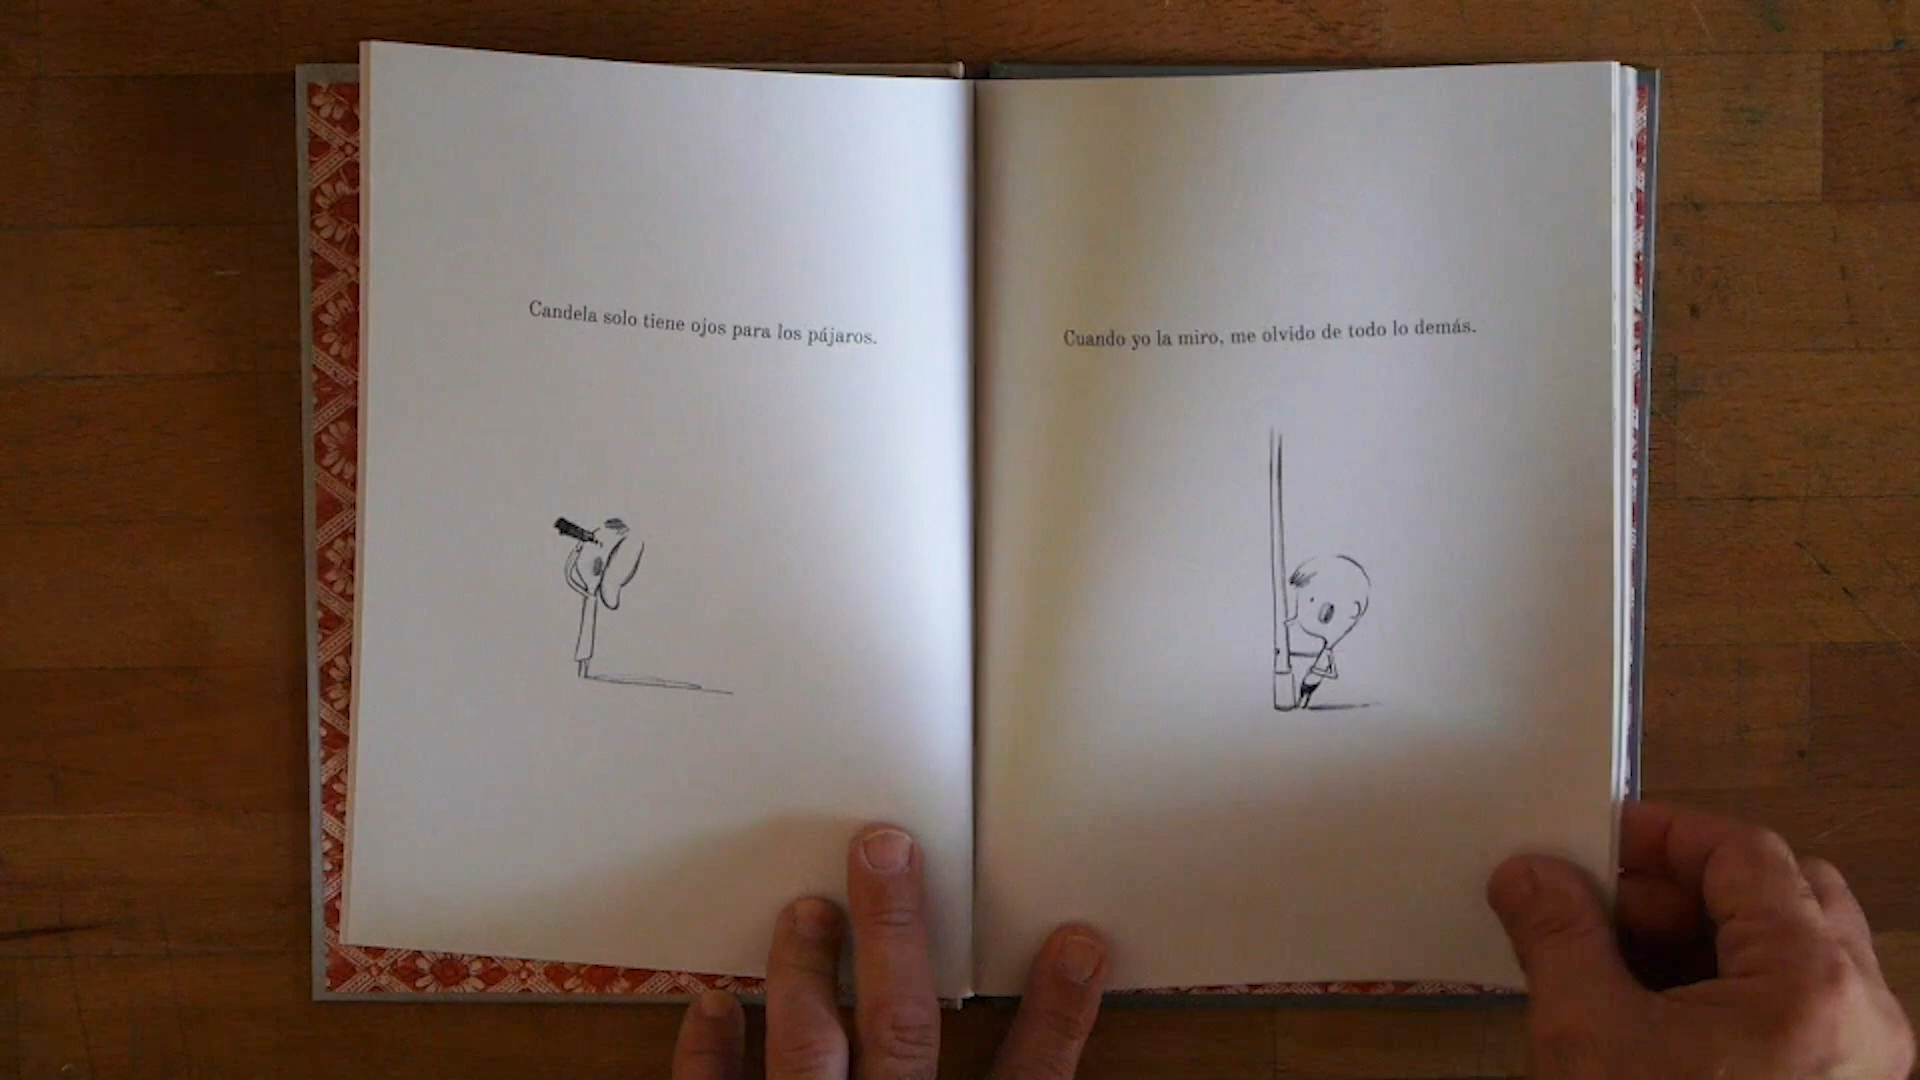 Candela solo tiene ojos para los pájaros.
Cuando yo la miro, me olvido de todo lo demás.